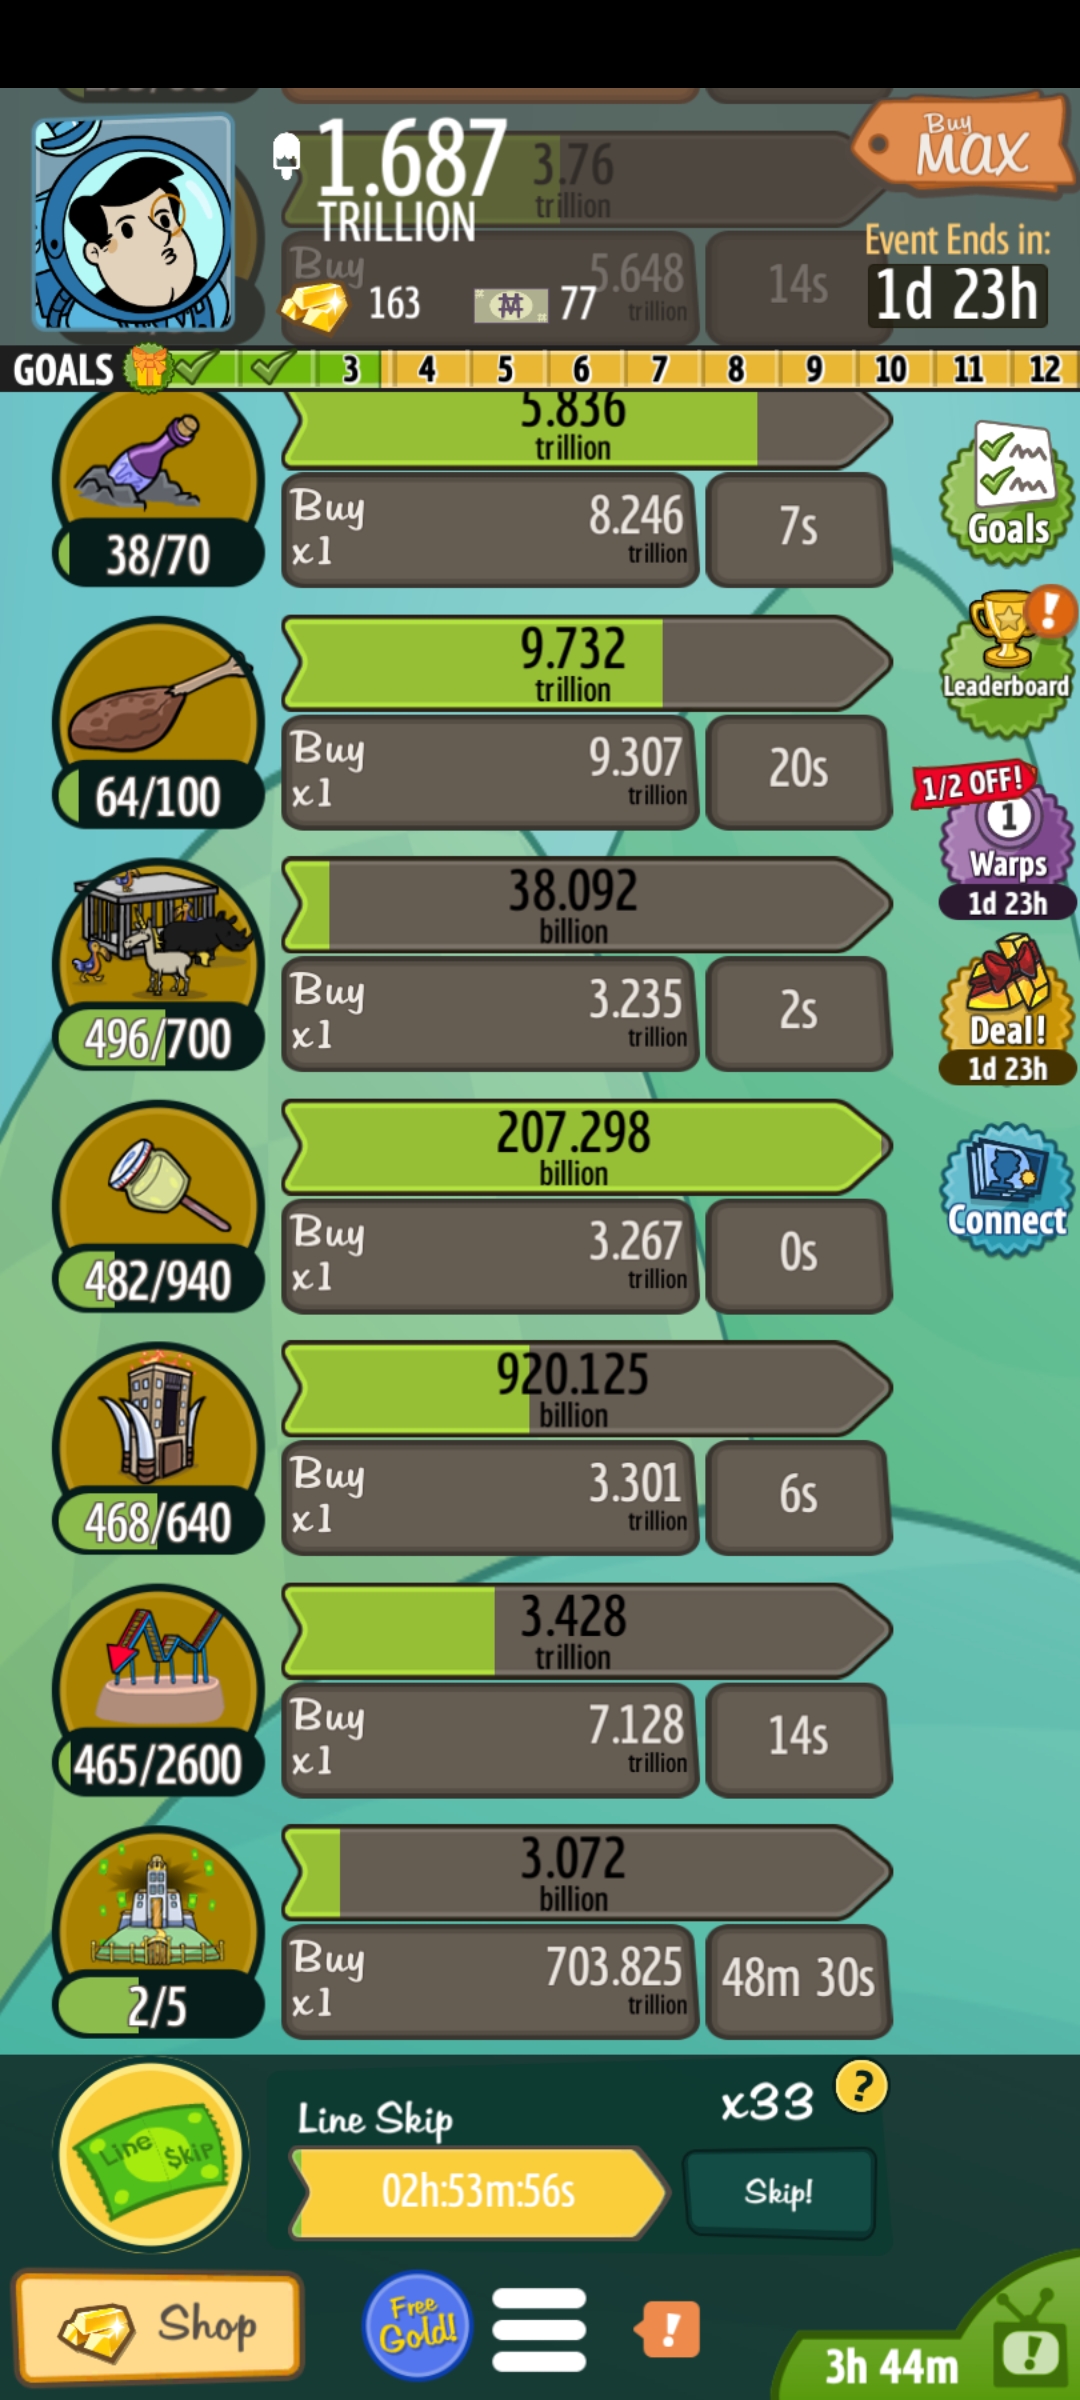 Buy
MAX
1.687
TRILLION
3.76
trillion
Buy
5.648
trillion
14s
163
77
Event Ends in:
1d 23h
GOALS
3
4
5
6
7
8
9
10
11
12
5.836
trillion
38/70
Buy
x1
8.246
trillion
7s
Goals
9.732
trillion
64/100
Buy
x1
9.307
trillion
20s
!
Leaderboard
1/2 OFF!
1
Warps
1d 23h
38.092
billion
496/700
Buy
x1
3.235
trillion
2s
Deal!
1d 23h
207.298
billion
482/940
Buy
x1
3.267
trillion
0s
Connect
920.125
billion
468/640
Buy
x1
3.301
trillion
6s
3.428
trillion
465/2600
Buy
x1
7.128
trillion
14s
3.072
billion
2/5
Buy
x1
703.825
trillion
48m 30s
Line $kip
Line Skip
x33
?
02h:53m:56s
Skip!
Shop
Free
Gold!
!
3h 44m
!